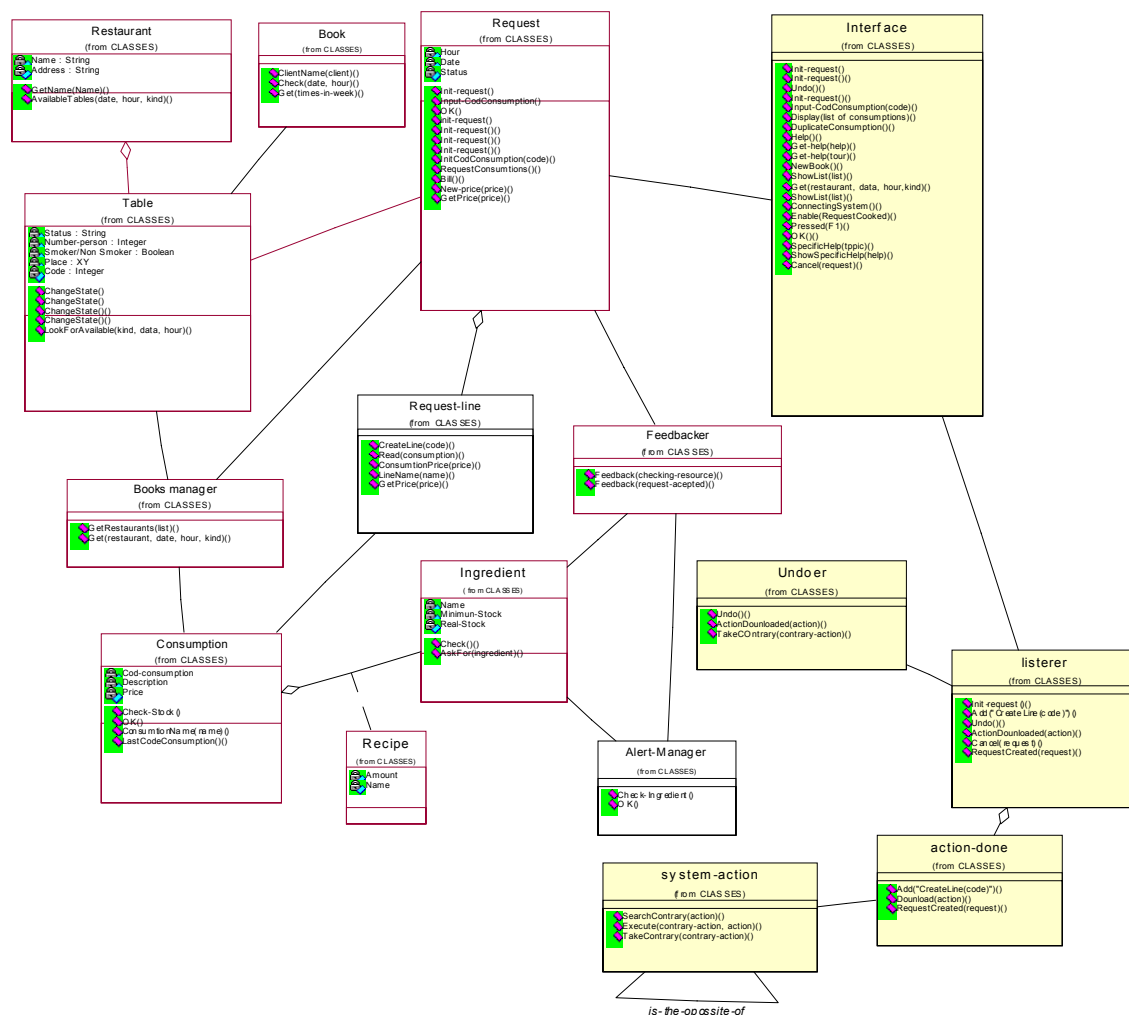 Restaurant
(from CLASSES)
Name : String
Address : String
GetName(Name)()
AvailableTables(date, hour, kind)()
Book
(from CLASSES)
ClientName(client)()
Check(date, hour)()
Get(times-in-week)()
Request
(from CLASSES)
Hour
Date
Status
Init-request()
Input-CodConsumption()
OK()
Init-request()
Init-request()()
Init-request()()
Init-request()()
InitCodConsumption(code)()
RequestConsumtions()()
Bill()()
New-price(price)()
GetPrice(price)()
Interface
(from CLASSES)
Init-request()
Init-request()()
Undo()()
Init-request()()
Input-CodConsumption(code)()
Display(list of consumptions)()
DuplicateConsumption()()
Help()()
Get-help(help)()
Get-help(tour)()
NewBook()()
ShowList(list)()
Get(restaurant, data, hour,kind)()
ShowList(list)()
ConnectingSystem()()
Enable(RequestCooked)()
Pressed(F1)()
OK()()
SpecificHelp(tppic)()
ShowSpecificHelp(help)()
Cancel(request)()
Table
(from CLASSES)
Status : String
Number-person : Integer
Smoker/Non Smoker : Boolean
Place : XY
Code : Integer
ChangeState()()
ChangeState()()
ChangeState()()
ChangeState()()
LookForAvailable(kind, data, hour)()
Request-line
(from CLASSES)
CreateLine(code)()
Read(consumption)()
ConsumtionPrice(price)()
LineName(name)()
GetPrice(price)()
Feedbacker
(from CLASSES)
Feedback(checking-resource)()
Feedback(request-acepted)()
Books manager
(from CLASSES)
GetRestaurants(list)()
Get(restaurant, date, hour, kind)()
Ingredient
(from CLASSES)
Name
Minimun-Stock
Real-Stock
Check()()
AskFor(ingredient)()
Undoer
(from CLASSES)
Undo()()
ActionDounloaded(action)()
TakeCOntrary(contrary-action)()
Consumption
(from CLASSES)
Cod-consumption
Description
Price
Check-Stock()
OK()
ConsumtionName(name)()
LastCodeConsumption()()
listerer
(from CLASSES)
Init-request()()
Add("CreateLine(code)")()
Undo()()
ActionDounloaded(action)()
Cancel(request)()
RequestCreated(request)()
Recipe
(from CLASSES)
Amount
Name
Alert-Manager
(from CLASSES)
Check-Ingredient()
OK()
action-done
(from CLASSES)
Add("CreateLine(code)")()
Dounload(action)()
RequestCreated(request)()
system-action
(from CLASSES)
SearchContrary(action)()
Execute(contrary-action, action)()
TakeContrary(contrary-action)()
is-the-opossite-of